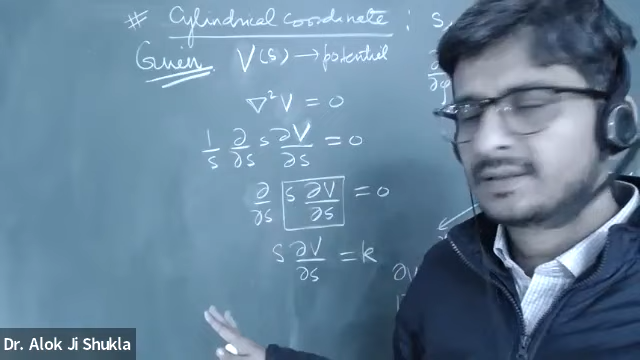 # Cylindrical coordinate : s,
Given V(s) → potential
∇²V = 0
1/s ∂/∂s s ∂V/∂s = 0
∂/∂s s ∂V/∂s = 0
s ∂V/∂s = k
∂V
Dr. Alok Ji Shukla